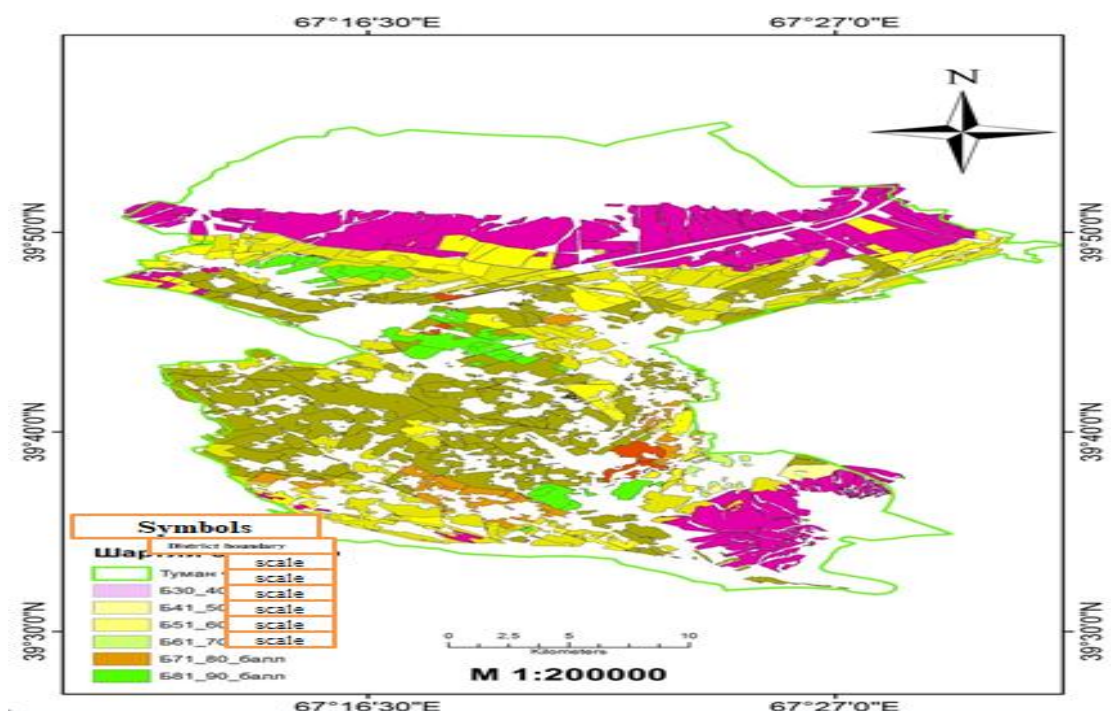 67°16'30"E 67°27'0"E
N
39°50'0"N 39°50'0"N
39°40'0"N 39°40'0"N
39°30'0"N 39°30'0"N
Symbols
District boundary
Туман
scale
Б30_40
scale
Б41_50
scale
Б51_60
scale
Б61_70
scale
Б71_80_балл
scale
Б81_90_балл
0 2.5 5 10
Kilometers
М 1:200000
67°16'30"E 67°27'0"E